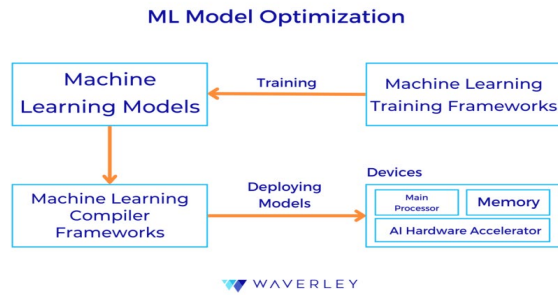 ML Model Optimization
Machine
Learning Models
Training
Machine Learning
Training Frameworks
Machine Learning
Compiler
Frameworks
Deploying
Models
Devices
Main
Processor
Memory
AI Hardware Accelerator
WAVERLEY